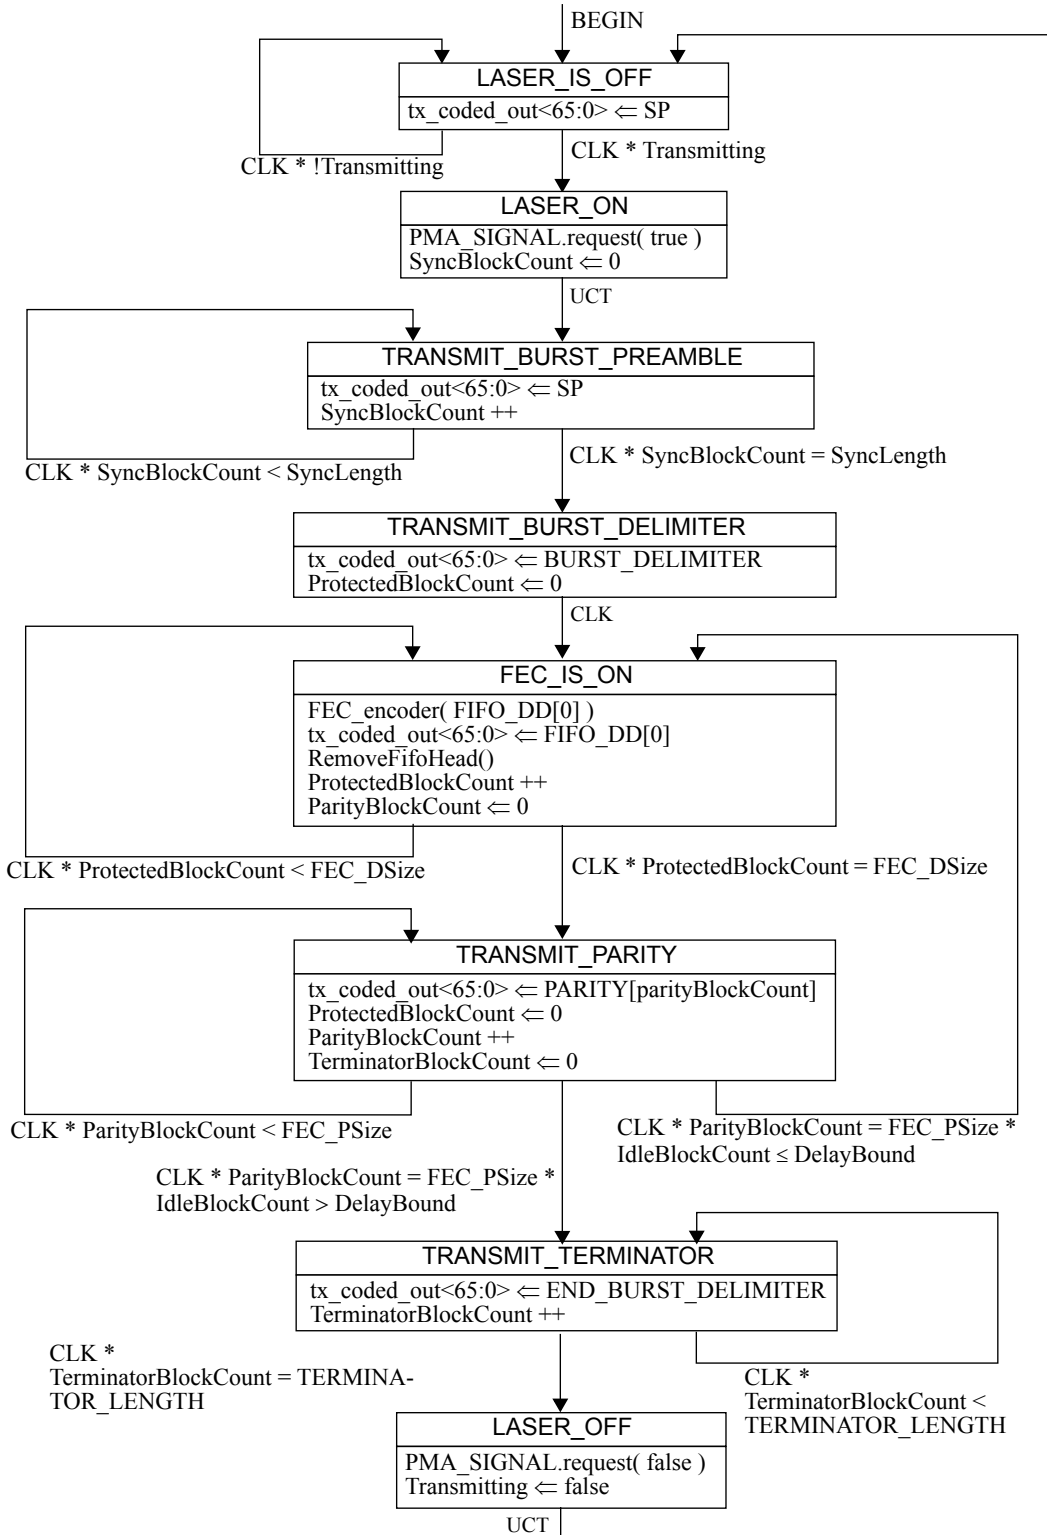 BEGIN
LASER_IS_OFF
tx_coded_out<65:0> ⇐ SP
CLK * !Transmitting
CLK * Transmitting
LASER_ON
PMA_SIGNAL.request( true )
SyncBlockCount ⇐ 0
UCT
TRANSMIT_BURST_PREAMBLE
tx_coded_out<65:0> ⇐ SP
SyncBlockCount ++
CLK * SyncBlockCount < SyncLength
CLK * SyncBlockCount = SyncLength
TRANSMIT_BURST_DELIMITER
tx_coded_out<65:0> ⇐ BURST_DELIMITER
ProtectedBlockCount ⇐ 0
CLK
FEC_IS_ON
FEC_encoder( FIFO_DD[0] )
tx_coded_out<65:0> ⇐ FIFO_DD[0]
RemoveFifoHead()
ProtectedBlockCount ++
ParityBlockCount ⇐ 0
CLK * ProtectedBlockCount < FEC_DSize
CLK * ProtectedBlockCount = FEC_DSize
TRANSMIT_PARITY
tx_coded_out<65:0> ⇐ PARITY[parityBlockCount]
ProtectedBlockCount ⇐ 0
ParityBlockCount ++
TerminatorBlockCount ⇐ 0
CLK * ParityBlockCount < FEC_PSize
CLK * ParityBlockCount = FEC_PSize *
IdleBlockCount ≤ DelayBound
CLK * ParityBlockCount = FEC_PSize *
IdleBlockCount > DelayBound
TRANSMIT_TERMINATOR
tx_coded_out<65:0> ⇐ END_BURST_DELIMITER
TerminatorBlockCount ++
CLK *
TerminatorBlockCount = TERMINA-
TOR_LENGTH
CLK *
TerminatorBlockCount <
TERMINATOR_LENGTH
LASER_OFF
PMA_SIGNAL.request( false )
Transmitting ⇐ false
UCT